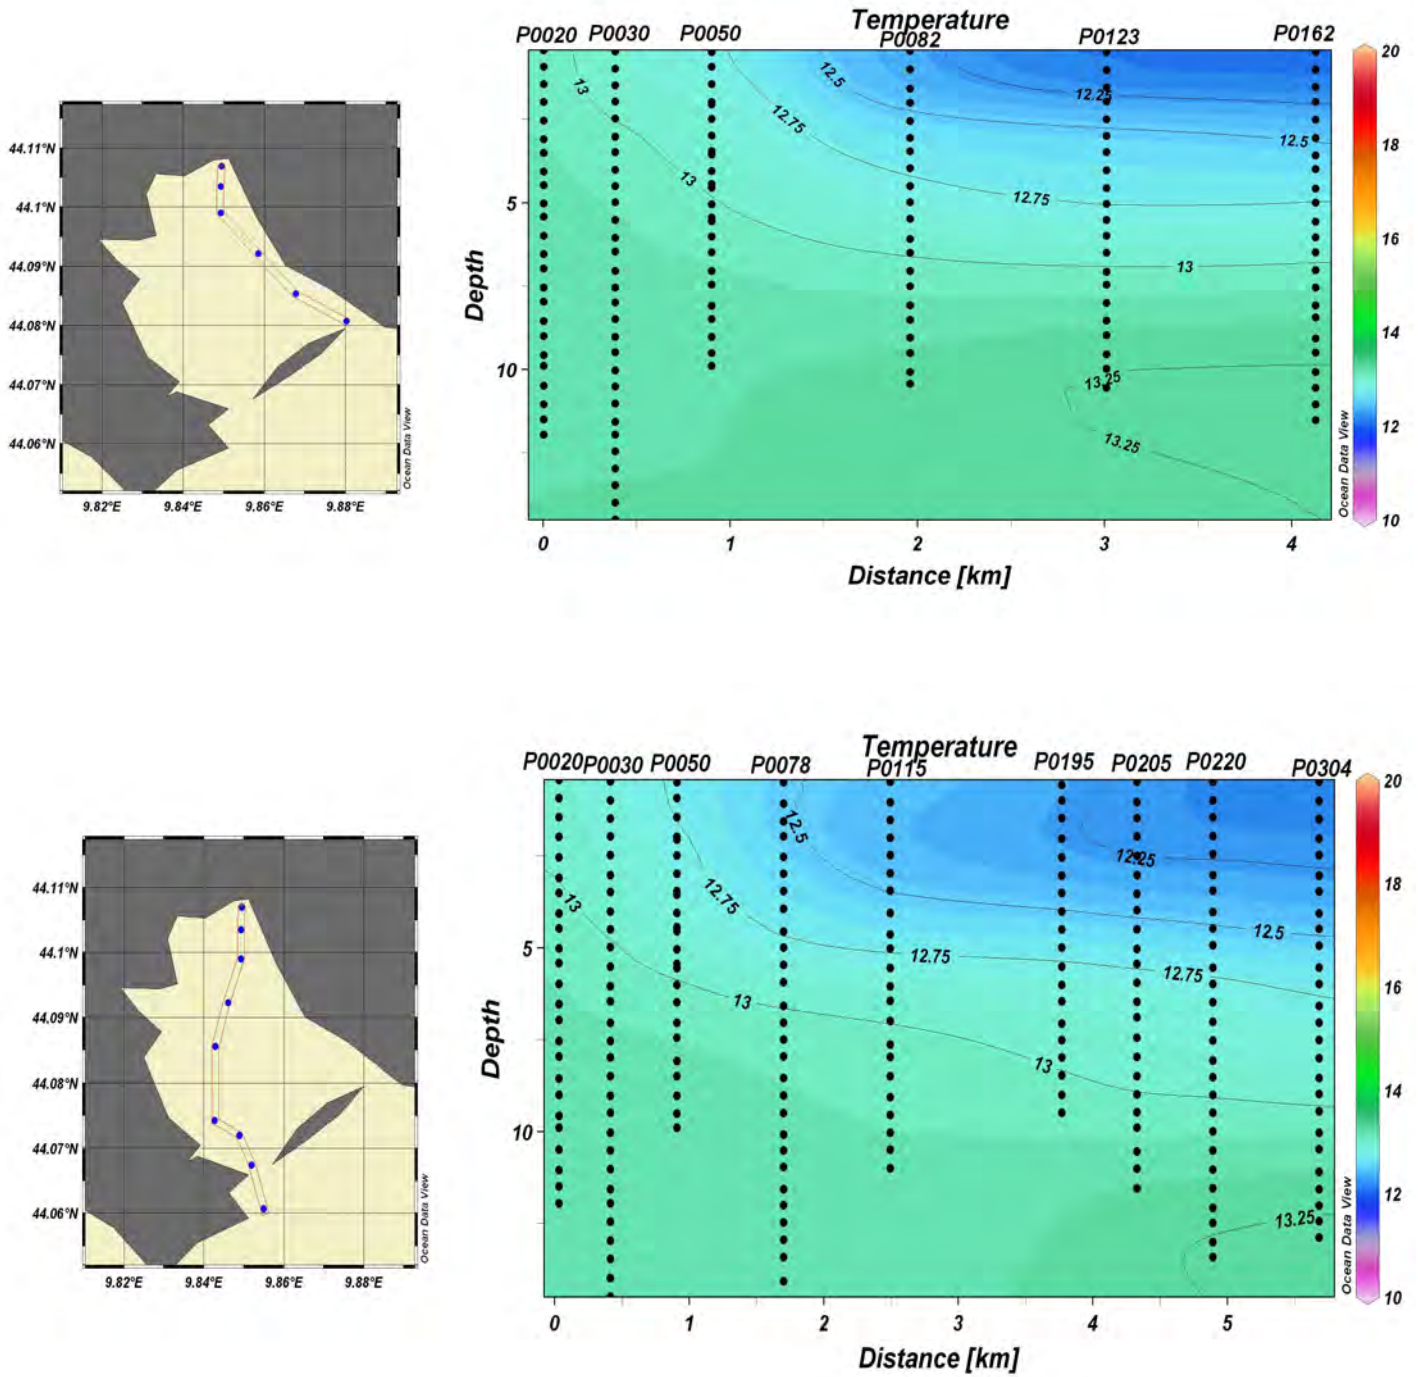 Temperature
P0020 P0030 P0050 P0082 P0123 P0162
13
12.75
12.5
12.25
12.5
13
12.75
13
13.25
13.25
5
10
Depth
0 1 2 3 4
Distance [km]
20
18
16
14
12
10
Ocean Data View
44.11°N
44.1°N
44.09°N
44.08°N
44.07°N
44.06°N
9.82°E 9.84°E 9.86°E 9.88°E
Ocean Data View
Temperature
P0020 P0030 P0050 P0078 P0115 P0195 P0205 P0220 P0304
12.5
12.25
13
12.75
12.5
12.75
12.75
13
13
13.25
5
10
Depth
0 1 2 3 4 5
Distance [km]
20
18
16
14
12
10
Ocean Data View
44.11°N
44.1°N
44.09°N
44.08°N
44.07°N
44.06°N
9.82°E 9.84°E 9.86°E 9.88°E
Ocean Data View